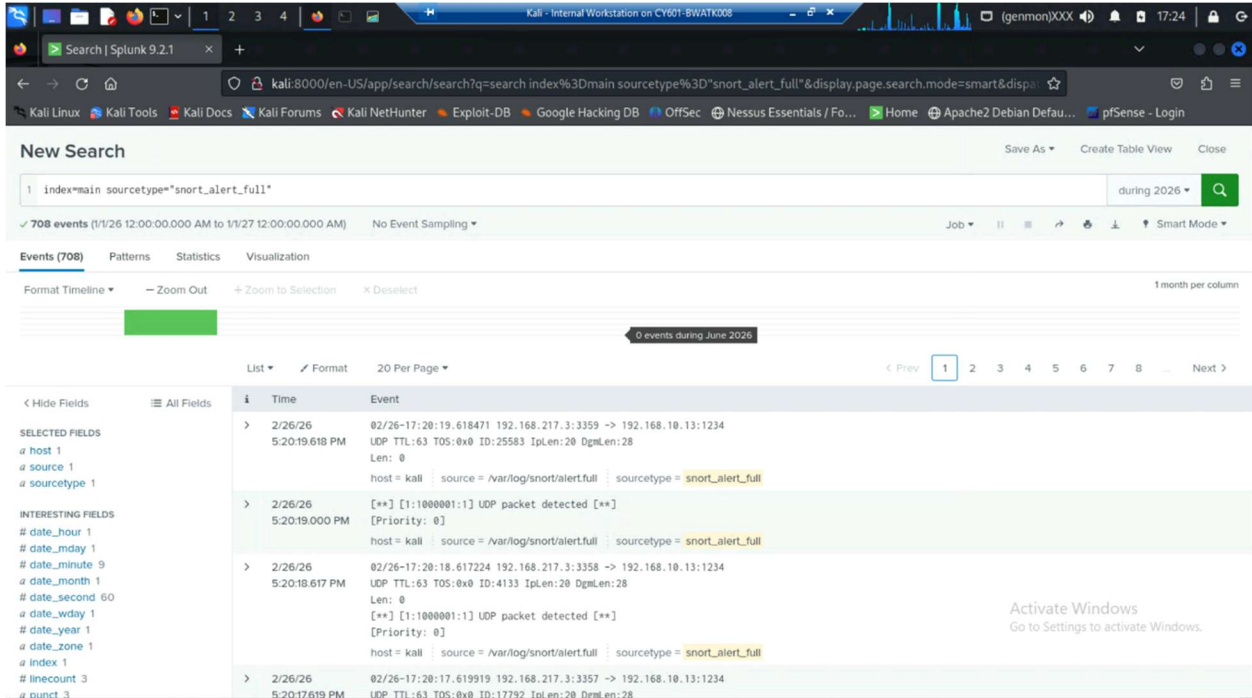 1 2 3 4
Kali - Internal Workstation on CY601-BWATK008
(genmon)XXX 17:24
Search | Splunk 9.2.1
kali:8000/en-US/app/search/search?q=search index%3Dmain sourcetype%3D"snort_alert_full"&display.page.search.mode=smart&dispa
Kali Linux Kali Tools Kali Docs Kali Forums Kali NetHunter Exploit-DB Google Hacking DB OffSec Nessus Essentials / Fo... Home Apache2 Debian Defau... pfSense - Login
New Search
Save As Create Table View Close
1 index=main sourcetype="snort_alert_full"
during 2026
708 events (1/1/26 12:00:00.000 AM to 1/1/27 12:00:00.000 AM) No Event Sampling
Job Smart Mode
Events (708) Patterns Statistics Visualization
Format Timeline — Zoom Out + Zoom to Selection × Deselect
1 month per column
0 events during June 2026
List Format 20 Per Page
< Prev 1 2 3 4 5 6 7 8 ... Next >
< Hide Fields All Fields
i Time Event
SELECTED FIELDS
a host 1
a source 1
a sourcetype 1
INTERESTING FIELDS
# date_hour 1
# date_mday 1
# date_minute 9
a date_month 1
# date_second 60
a date_wday 1
# date_year 1
a date_zone 1
a index 1
# linecount 3
a punct 3
> 2/26/26
5:20:19.618 PM
02/26-17:20:19.618471 192.168.217.3:3359 -> 192.168.10.13:1234
UDP TTL:63 TOS:0x0 ID:25583 IpLen:20 DgmLen:28
Len: 0
host = kali source = /var/log/snort/alert.full sourcetype = snort_alert_full
> 2/26/26
5:20:19.000 PM
[**] [1:1000001:1] UDP packet detected [**]
[Priority: 0]
host = kali source = /var/log/snort/alert.full sourcetype = snort_alert_full
> 2/26/26
5:20:18.617 PM
02/26-17:20:18.617224 192.168.217.3:3358 -> 192.168.10.13:1234
UDP TTL:63 TOS:0x0 ID:4133 IpLen:20 DgmLen:28
Len: 0
[**] [1:1000001:1] UDP packet detected [**]
[Priority: 0]
host = kali source = /var/log/snort/alert.full sourcetype = snort_alert_full
Activate Windows
Go to Settings to activate Windows.
> 2/26/26
5:20:17.619 PM
02/26-17:20:17.619919 192.168.217.3:3357 -> 192.168.10.13:1234
UDP TTL:63 TOS:0x0 ID:17792 IpLen:20 DgmLen:28